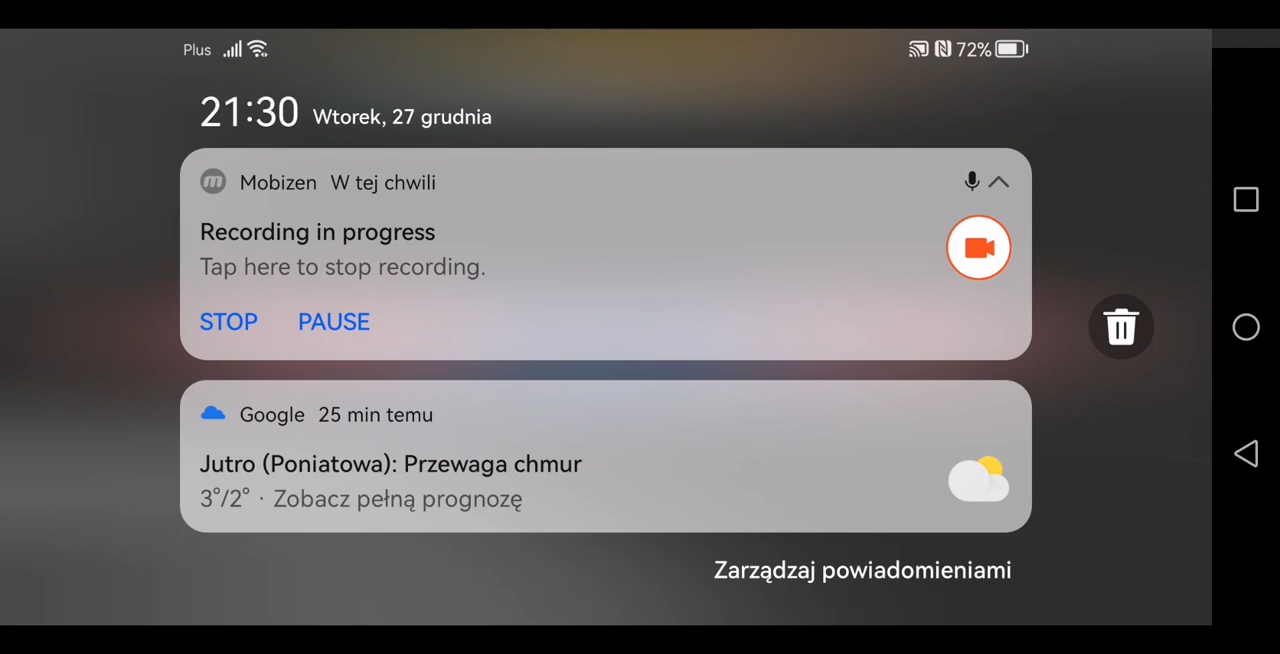 Plus 72%
21:30 Wtorek, 27 grudnia
m Mobizen W tej chwili
Recording in progress
Tap here to stop recording.
STOP PAUSE
Google 25 min temu
Jutro (Poniatowa): Przewaga chmur
3°/2° · Zobacz pełną prognozę
Zarządzaj powiadomieniami